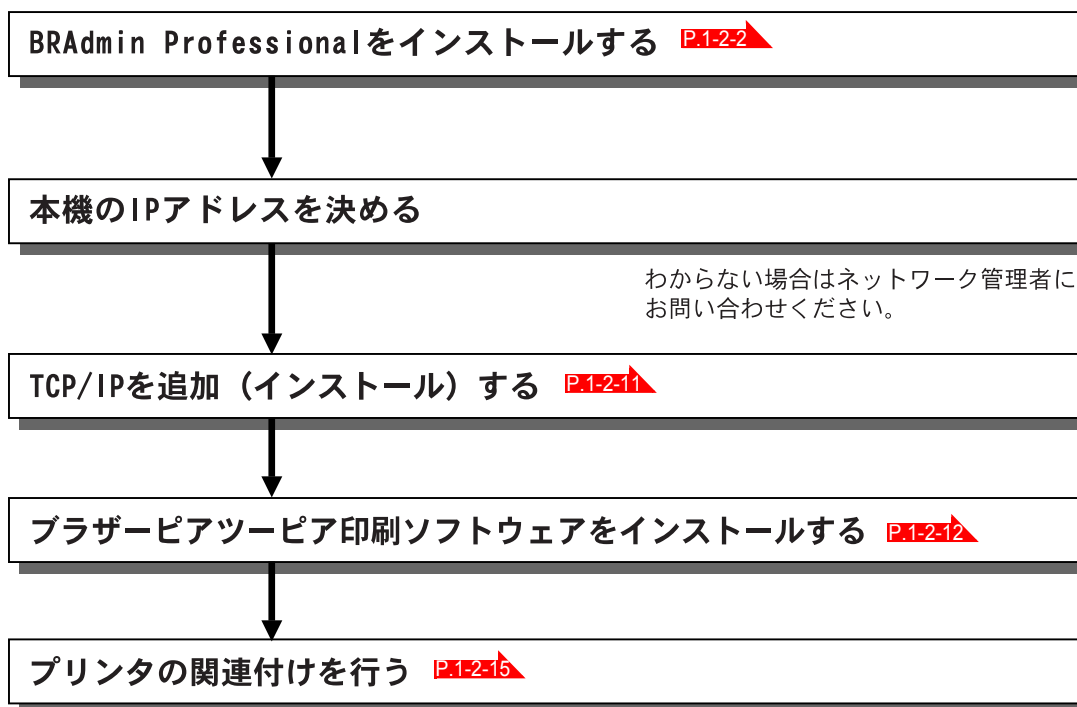 BRAdmin Professionalをインストールする P.1-2-2
本機のIPアドレスを決める
わからない場合はネットワーク管理者に
お問い合わせください。
TCP/IPを追加（インストール）する P.1-2-11
ブラザーピアツーピア印刷ソフトウェアをインストールする P.1-2-12
プリンタの関連付けを行う P.1-2-15